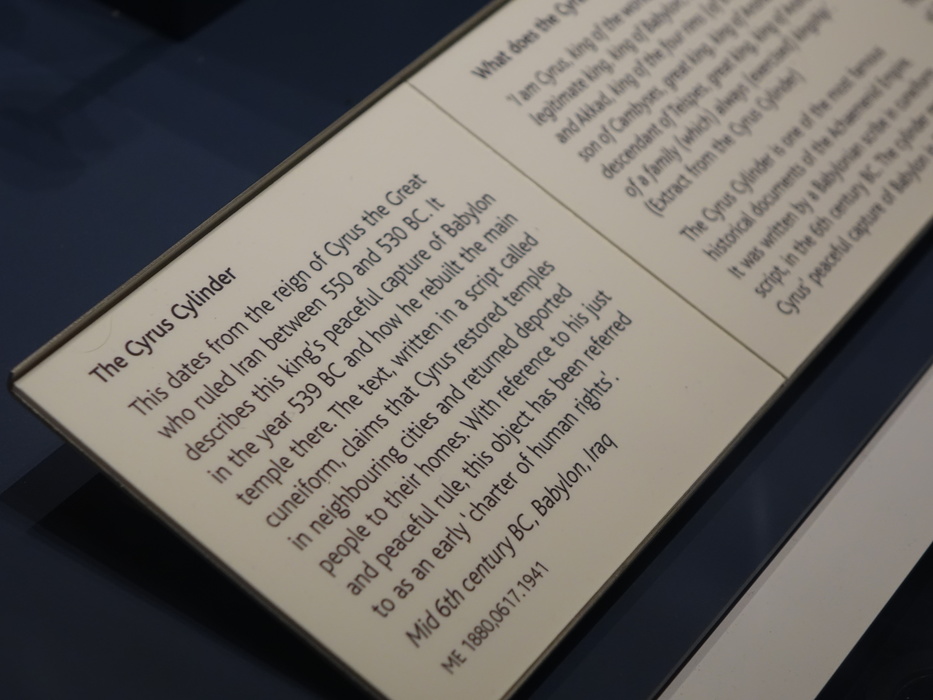 The Cyrus Cylinder
This dates from the reign of Cyrus the Great
who ruled Iran between 550 and 530 BC. It
describes this king's peaceful capture of Babylon
in the year 539 BC and how he rebuilt the main
temple there. The text, written in a script called
cuneiform, claims that Cyrus restored temples
in neighbouring cities and returned deported
people to their homes. With reference to his just
and peaceful rule, this object has been referred
to as an early 'charter of human rights'.
Mid 6th century BC, Babylon, Iraq
ME 1880,0617.1941
What does the
'I am Cyrus, king of the
legitimate king, king of Babylon,
and Akkad, king of the four rims
son of Cambyses, great king, king of
descendant of Teispes, great king, king of
of a family (which) always (exercised) kingship'.
(Extract from the Cyrus Cylinder)
The Cyrus Cylinder is one of the most famous
historical documents of the Achaemenid Empire.
It was written by a Babylonian scribe in
script, in the 6th century BC. The cylinder
Cyrus' peaceful capture of Babylon